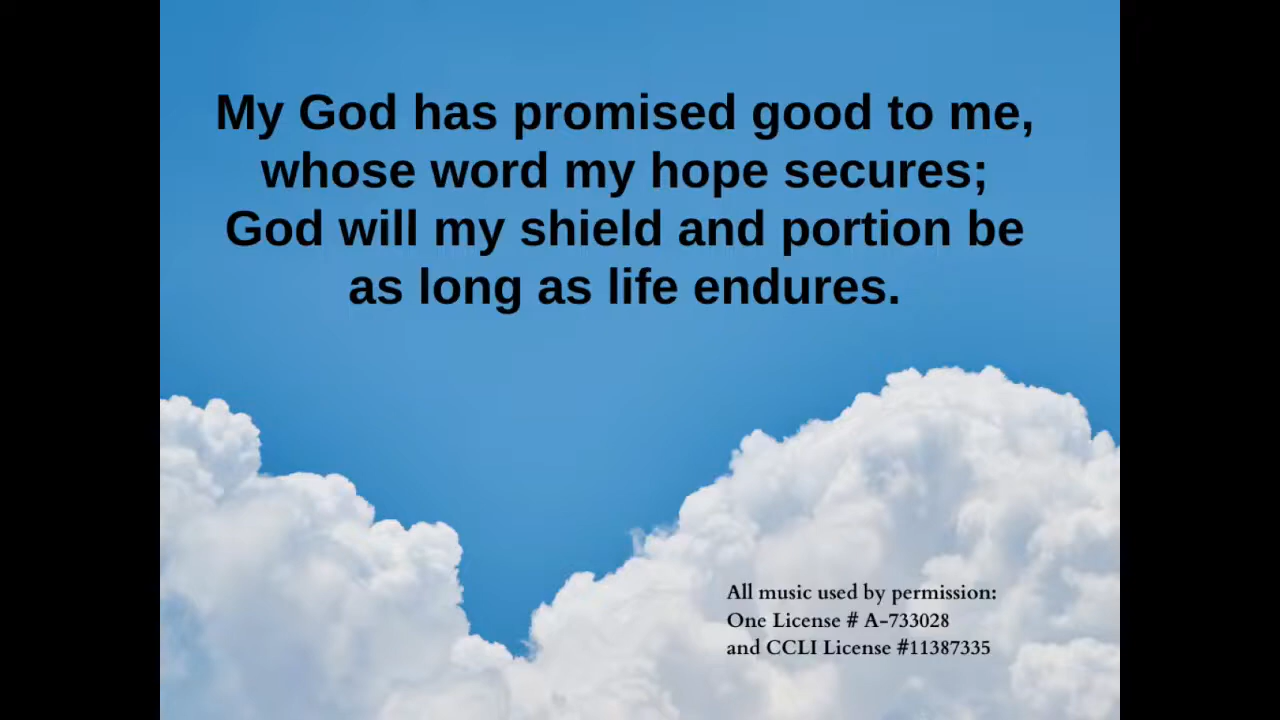 My God has promised good to me,
whose word my hope secures;
God will my shield and portion be
as long as life endures.
All music used by permission:
One License # A-733028
and CCLI License #11387335